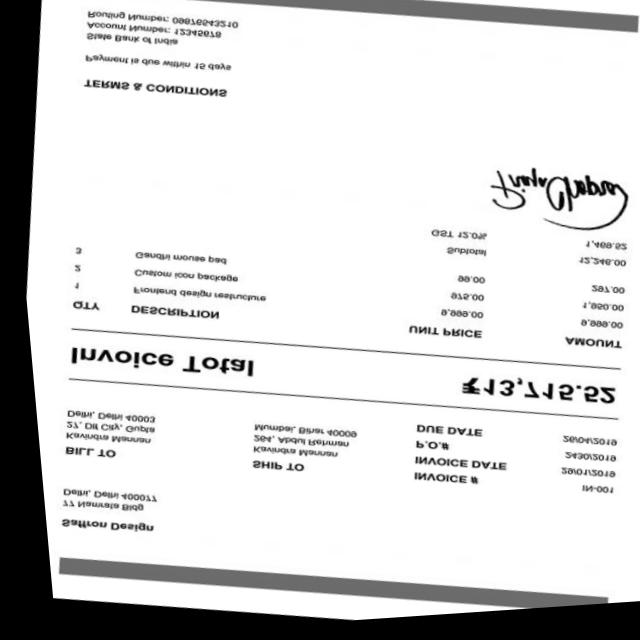 Saffron Design
77 Namrata Bldg
Delhi, Delhi 400077
BILL TO
Kavindra Mannan
27, Dlf City, Gupta
Delhi, Delhi 40003
SHIP TO
Kavindra Mannan
264, Abdul Rehman
Mumbai, Bihar 40009
INVOICE # IN-001
INVOICE DATE 29/01/2019
P.O.# 2430/2019
DUE DATE 26/04/2019
Invoice Total ₹13,715.52
QTY DESCRIPTION UNIT PRICE AMOUNT
1 Frontend design restructure 9,999.00 9,999.00
2 Custom icon package 975.00 1,950.00
3 Gandhi mouse pad 99.00 297.00
Subtotal 12,246.00
GST 12.0% 1,469.52
Priya Chopra
TERMS & CONDITIONS
Payment is due within 15 days
State Bank of India
Account Number: 12345678
Routing Number: 09876543210